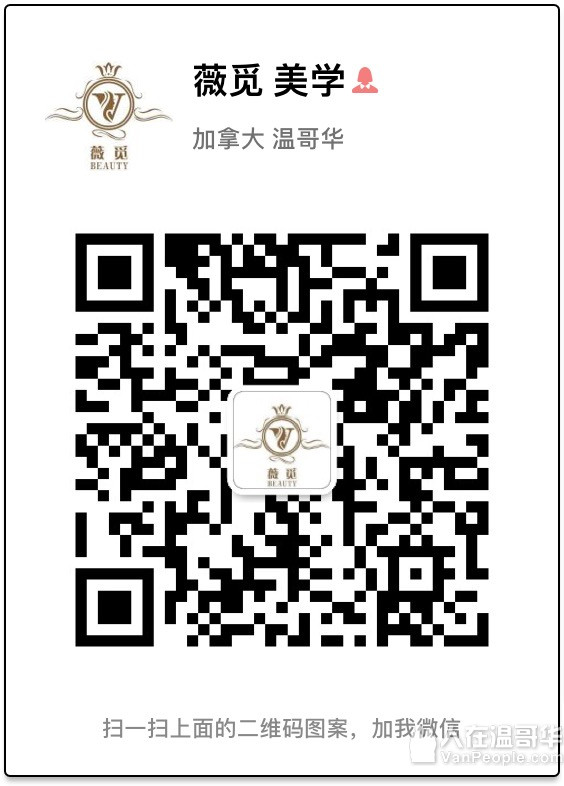 薇觅 美学
加拿大 温哥华
薇 觅
BEAUTY
薇 觅
BEAUTY
扫一扫上面的二维码图案，加我微信
人在温哥华
VanPeople.com